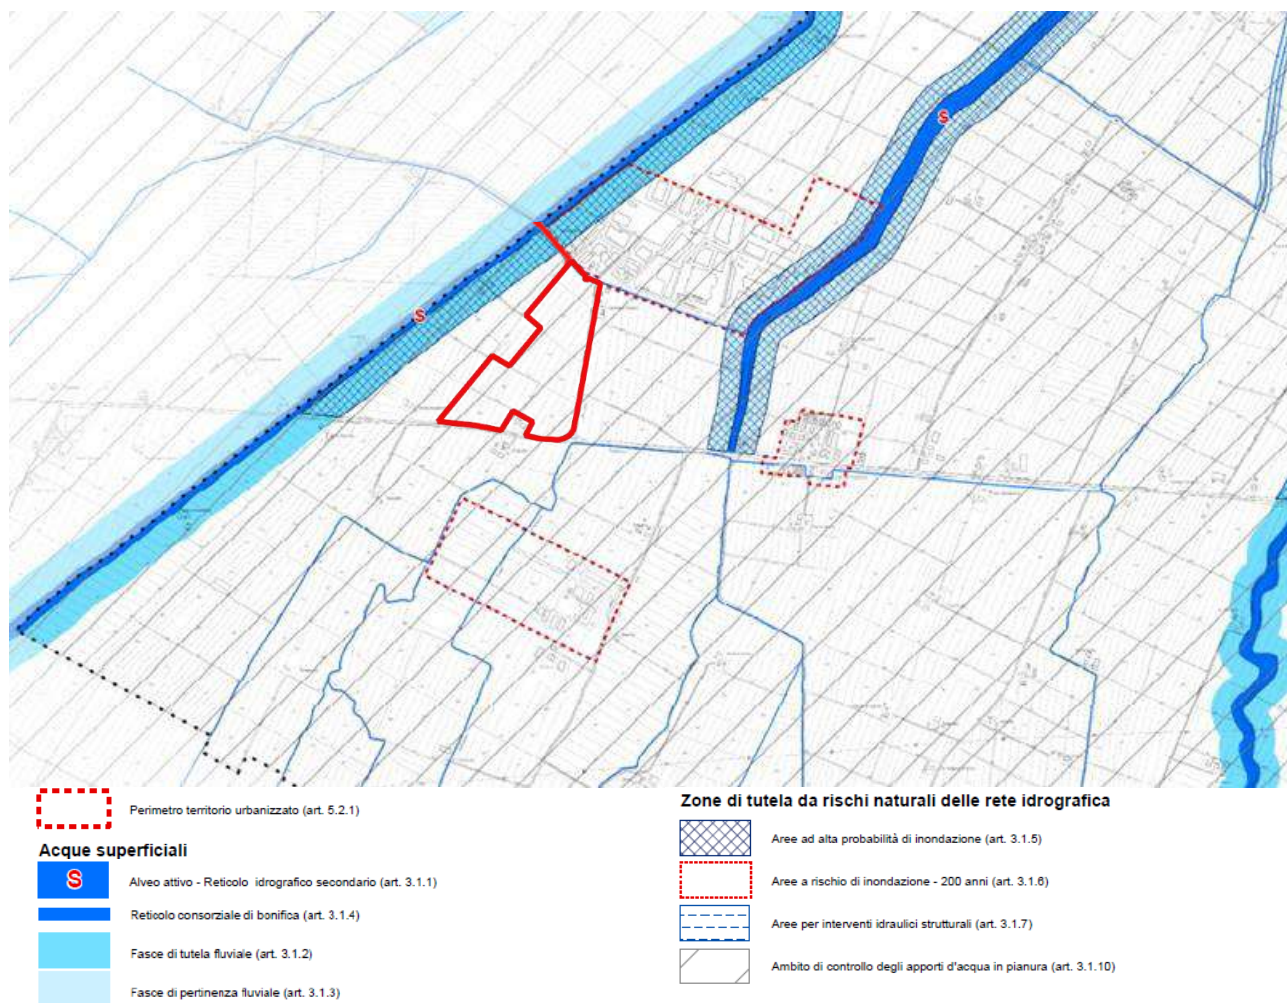 S
S
Perimetro territorio urbanizzato (art. 5.2.1)
Acque superficiali
S
Alveo attivo - Reticolo idrografico secondario (art. 3.1.1)
Reticolo consorziale di bonifica (art. 3.1.4)
Fasce di tutela fluviale (art. 3.1.2)
Fasce di pertinenza fluviale (art. 3.1.3)
Zone di tutela da rischi naturali delle rete idrografica
Aree ad alta probabilità di inondazione (art. 3.1.5)
Aree a rischio di inondazione - 200 anni (art. 3.1.6)
Aree per interventi idraulici strutturali (art. 3.1.7)
Ambito di controllo degli apporti d'acqua in pianura (art. 3.1.10)